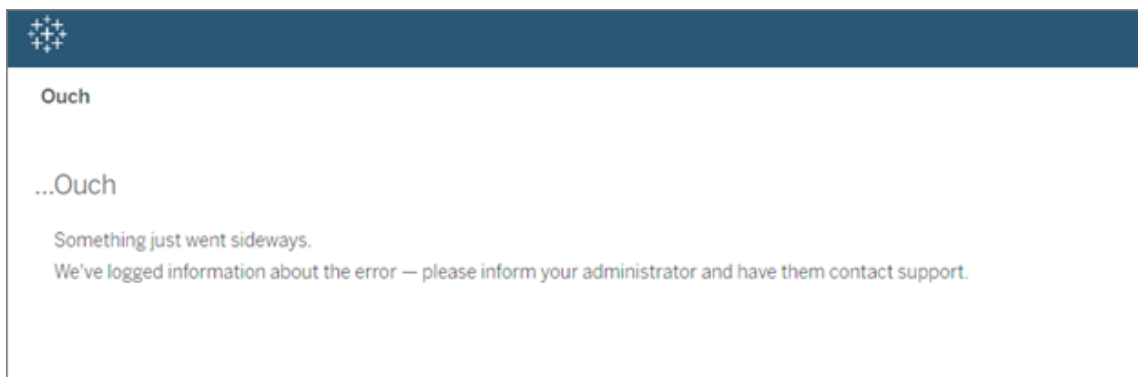 Ouch
...Ouch
Something just went sideways.
We've logged information about the error — please inform your administrator and have them contact support.